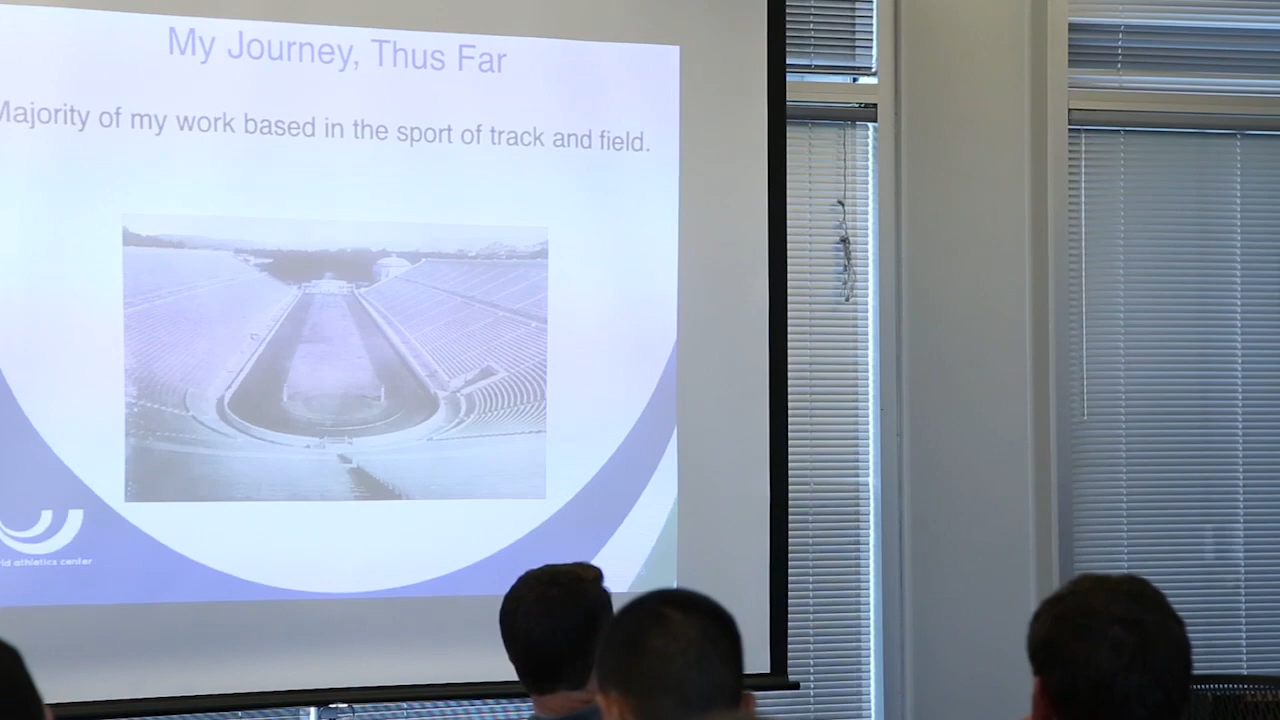 My Journey, Thus Far
Majority of my work based in the sport of track and field.
athletics center